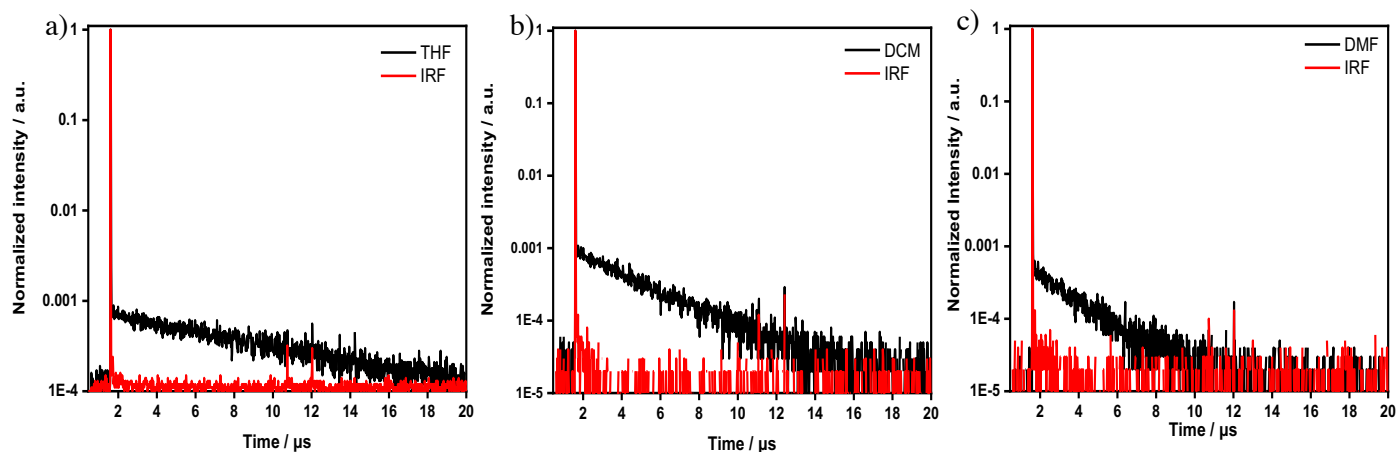 a)
Normalized intensity / a.u.
1
0.1
0.01
0.001
1E-4
THF
IRF
2 4 6 8 10 12 14 16 18 20
Time / µs
b)
Normalized intensity / a.u.
1
0.1
0.01
0.001
1E-4
1E-5
DCM
IRF
2 4 6 8 10 12 14 16 18 20
Time / µs
c)
Normalized Intensity / a.u.
1
0.1
0.01
0.001
1E-4
1E-5
DMF
IRF
2 4 6 8 10 12 14 16 18 20
Time / µs